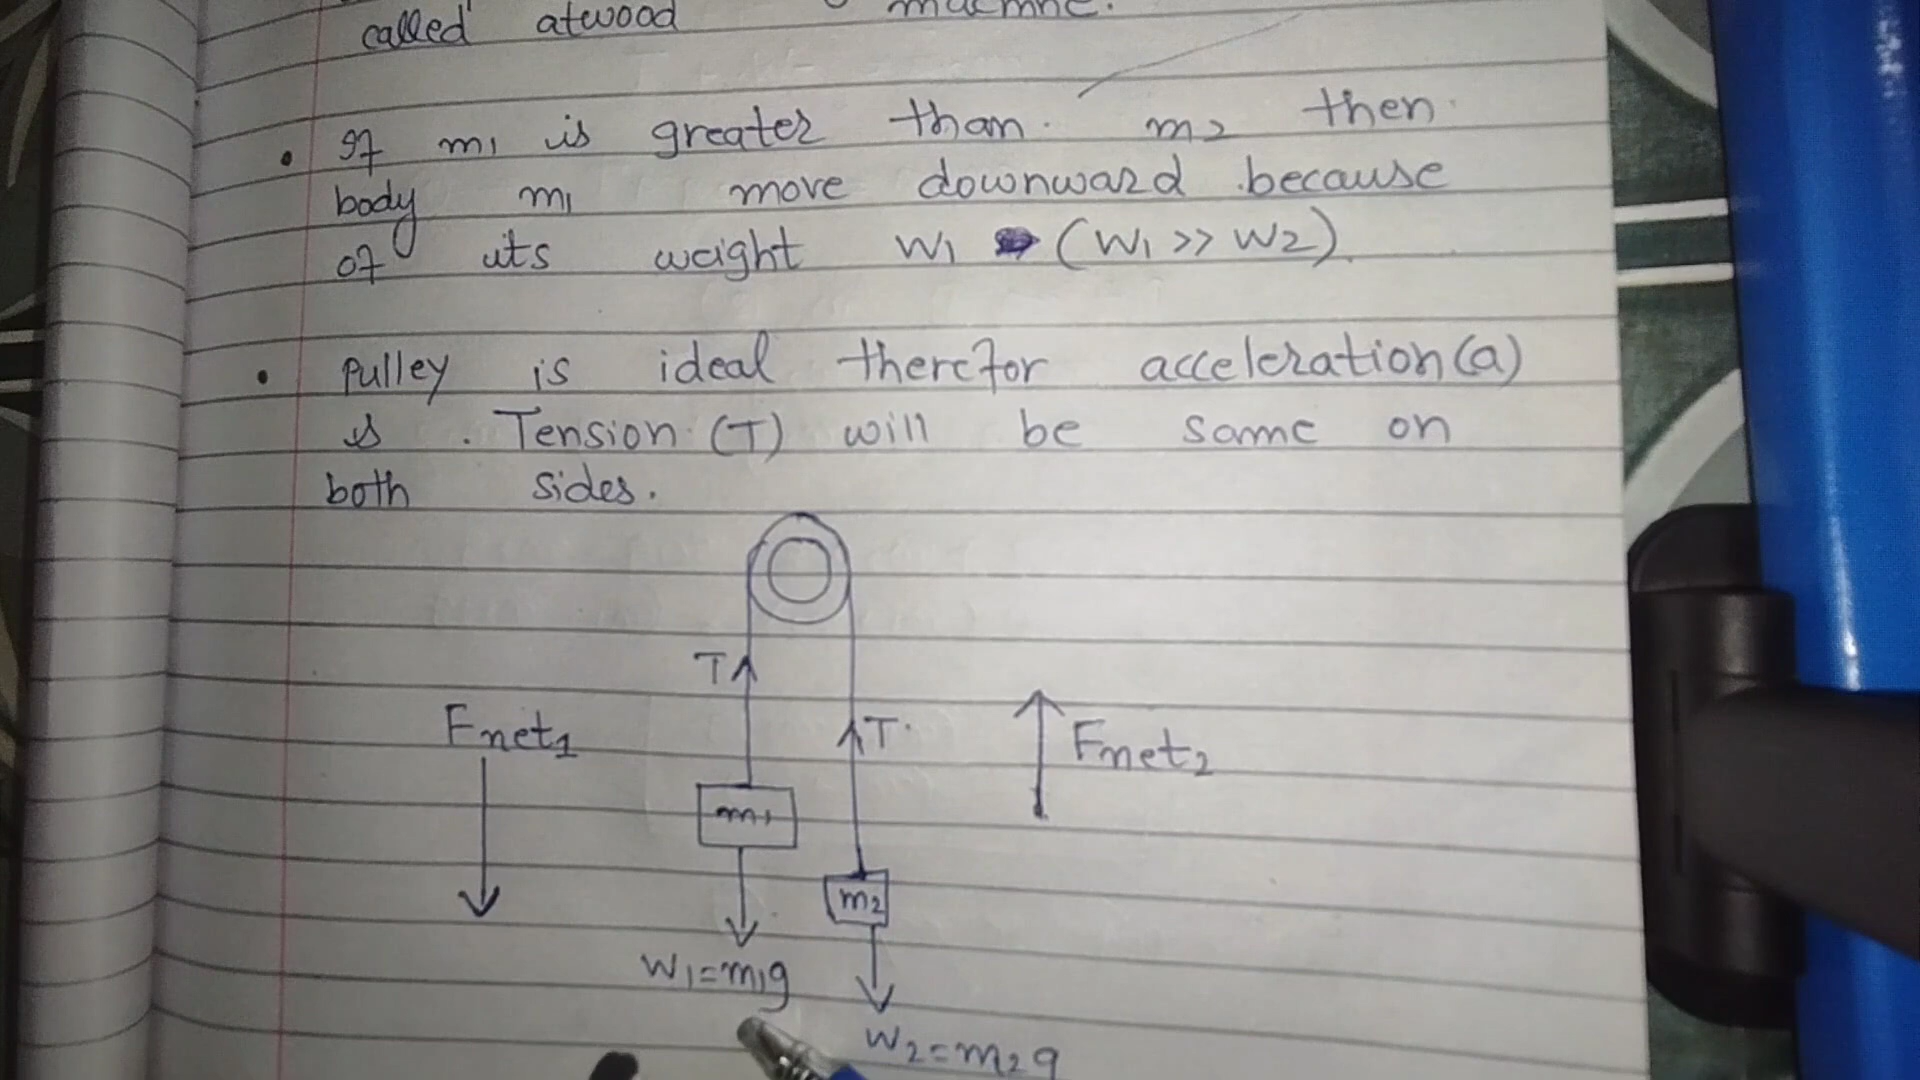 called atwood machine.
• If m1 is greater than m2 then
body m1 move downward because
of its weight W1 (W1 >> W2).
• Pulley is ideal therefor acceleration(a)
is . Tension (T) will be same on
both sides.
T
Fnet1
T
Fnet2
m1
m2
W1=m1g
W2=m2g